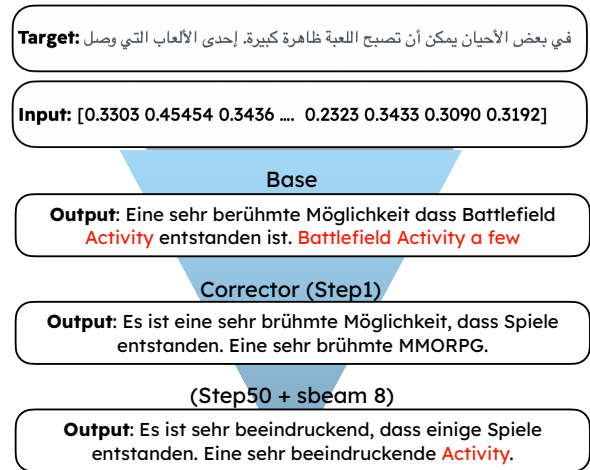 Target: في بعض الأحيان يمكن أن تصبح اللعبة ظاهرة كبيرة. إحدى الألعاب التي وصل
Input: [0.3303 0.45454 0.3436 .... 0.2323 0.3433 0.3090 0.3192]
Base
Output: Eine sehr berühmte Möglichkeit dass Battlefield
Activity entstanden ist. Battlefield Activity a few
Corrector (Step1)
Output: Es ist eine sehr brühmte Möglichkeit, dass Spiele
entstanden. Eine sehr brühmte MMORPG.
(Step50 + sbeam 8)
Output: Es ist sehr beeindruckend, dass einige Spiele
entstanden. Eine sehr beeindruckende Activity.